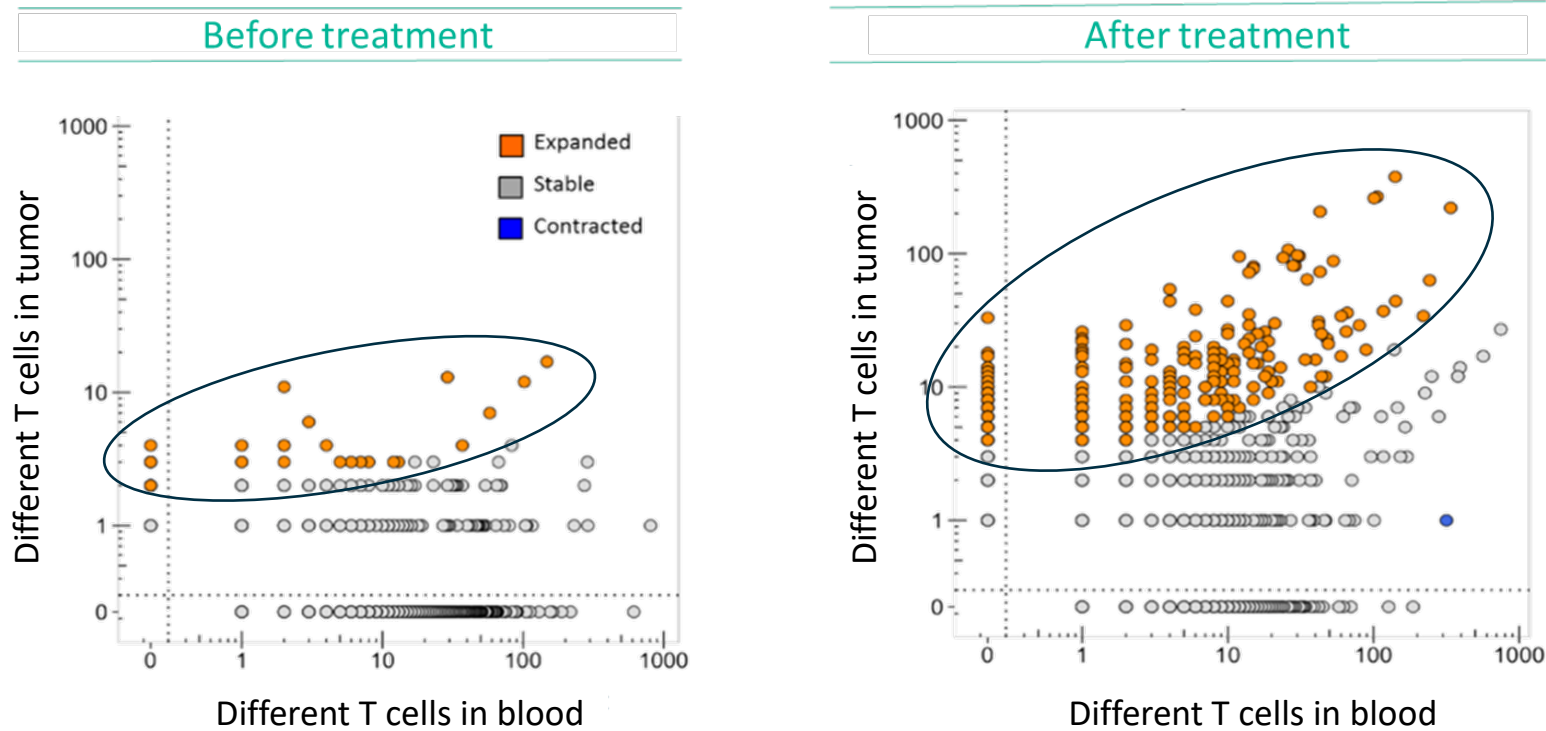 Before treatment
After treatment
1000
100
10
1
0
Different T cells in tumor
Expanded
Stable
Contracted
0
1
10
100
1000
Different T cells in blood
1000
100
10
1
0
Different T cells in tumor
0
1
10
100
1000
Different T cells in blood